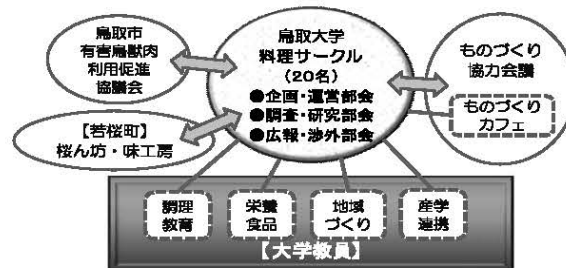 鳥取市
有害鳥獣肉
利用促進
協議会
鳥取大学
料理サークル
(20名)
●企画・運営部会
●調査・研究部会
●広報・渉外部会
ものづくり
協力会議
ものづくり
カフェ
【若桜町】
桜ん坊・味工房
調理
教育
栄養
食品
地域
づくり
産学
連携
【大学教員】